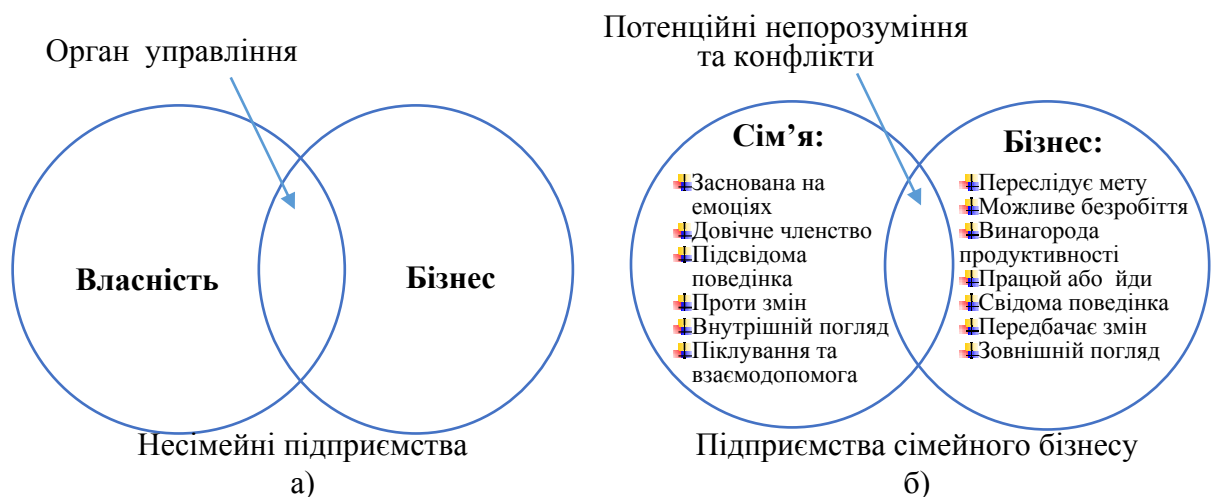 Орган управління
Власність
Бізнес
Несімейні підприємства
а)
Потенційні непорозуміння
та конфлікти
Сім’я:
Заснована на
емоціях
Довічне членство
Підсвідома
поведінка
Проти змін
Внутрішній погляд
Піклування та
взаємодопомога
Бізнес:
Переслідує мету
Можливе безробіття
Винагорода
продуктивності
Працюй або йди
Свідома поведінка
Передбачає змін
Зовнішній погляд
Підприємства сімейного бізнесу
б)